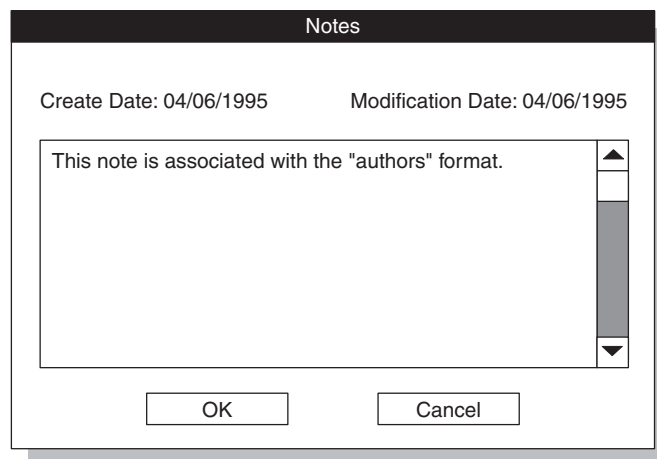 Notes
Create Date: 04/06/1995 Modification Date: 04/06/1995
This note is associated with the "authors" format.
OK Cancel